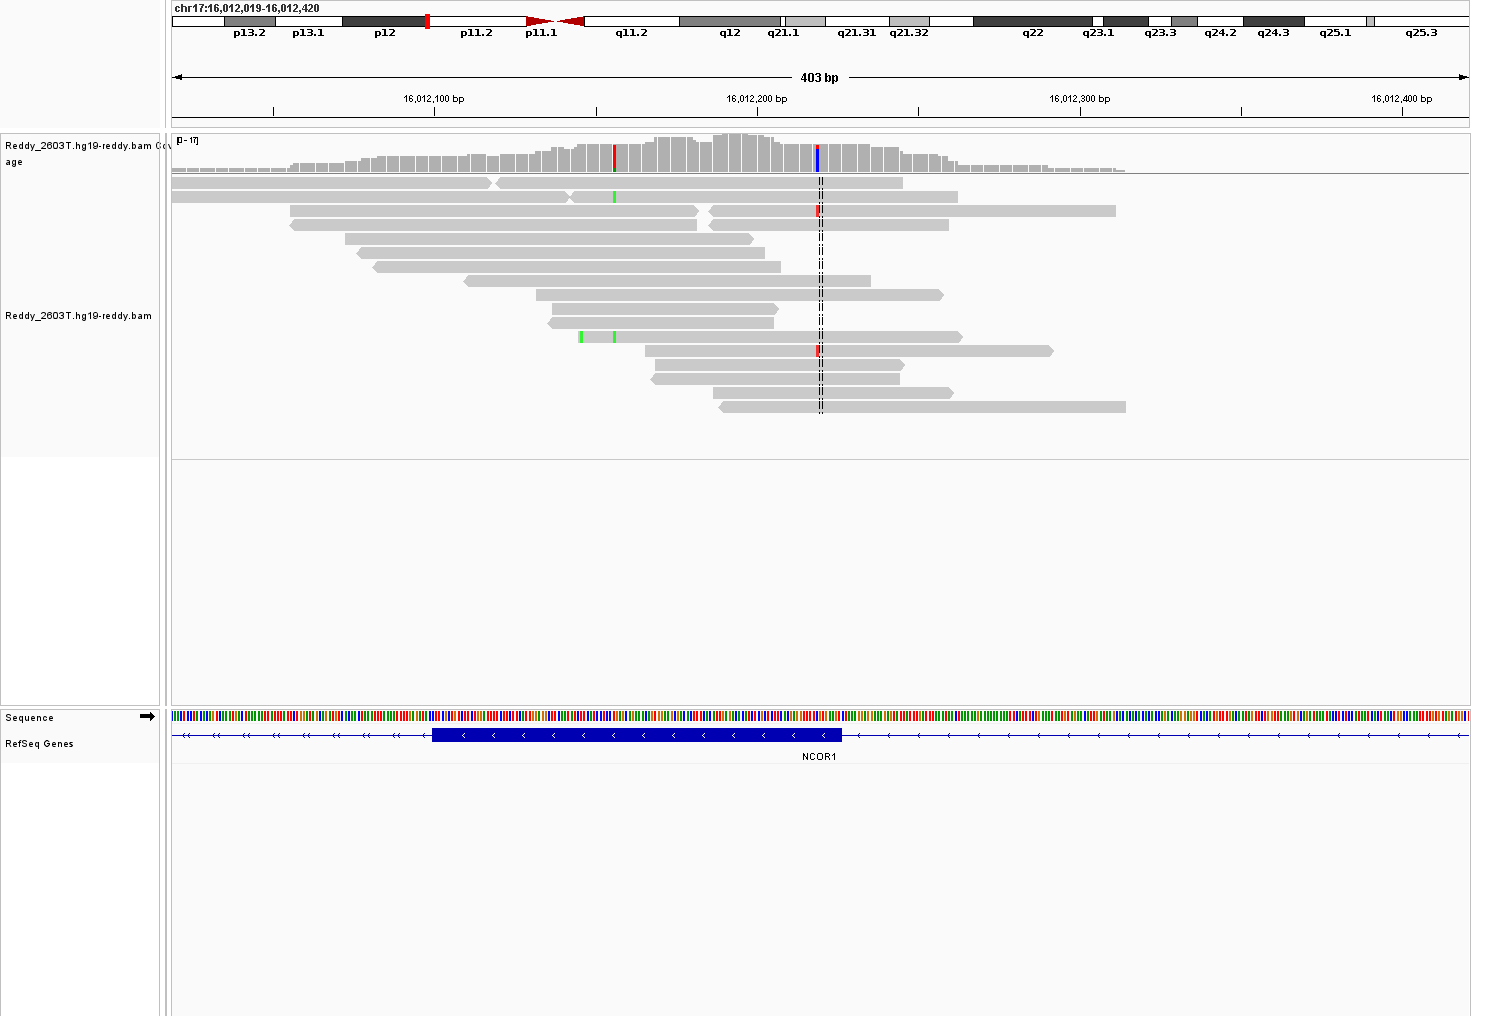 chr17:16,012,019-16,012,420
p13.2 p13.1 p12 p11.2 p11.1 q11.2 q12 q21.1 q21.31 q21.32 q22 q23.1 q23.3 q24.2 q24.3 q25.1 q25.3
403 bp
16,012,100 bp 16,012,200 bp 16,012,300 bp 16,012,400 bp
[0 - 17]
Reddy_2603T.hg19-reddy.bam Cov
age
Reddy_2603T.hg19-reddy.bam
Sequence
RefSeq Genes
NCOR1